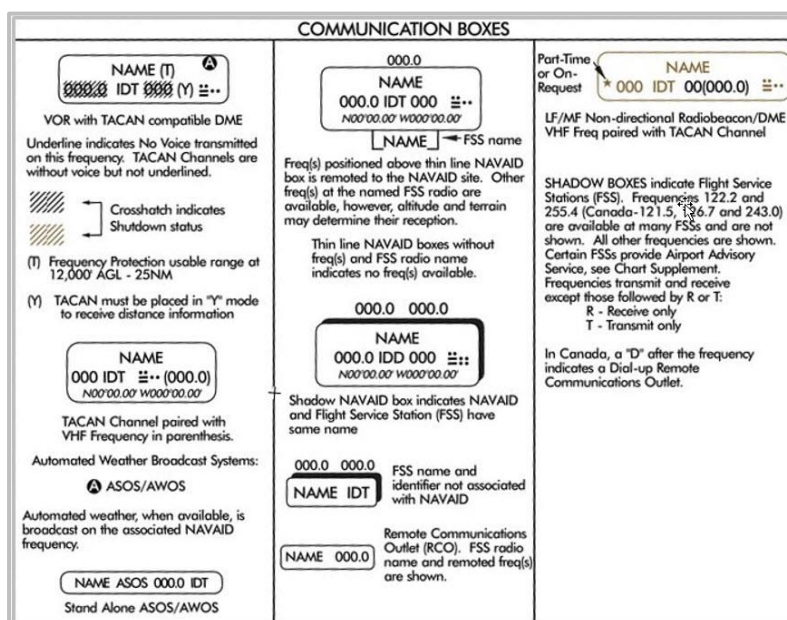 COMMUNICATION BOXES
NAME (T) A
000.0 IDT 000 (Y)
VOR with TACAN compatible DME
Underline indicates No Voice transmitted
on this frequency. TACAN Channels are
without voice but not underlined.
Crosshatch indicates
Shutdown status
(T) Frequency Protection usable range at
12,000' AGL - 25NM
(Y) TACAN must be placed in "Y" mode
to receive distance information
NAME
000 IDT (000.0)
N00°00.00' W000°00.00'
TACAN Channel paired with
VHF Frequency in parenthesis.
Automated Weather Broadcast Systems:
A ASOS/AWOS
Automated weather, when available, is
broadcast on the associated NAVAID
frequency.
NAME ASOS 000.0 IDT
Stand Alone ASOS/AWOS
000.0
NAME
000.0 IDT 000
N00°00.00' W000°00.00'
NAME FSS name
Freq(s) positioned above thin line NAVAID
box is remoted to the NAVAID site. Other
freq(s) at the named FSS radio are
available, however, altitude and terrain
may determine their reception.
Thin line NAVAID boxes without
freq(s) and FSS radio name
indicates no freq(s) available.
000.0 000.0
NAME
000.0 IDD 000
N00°00.00' W000°00.00'
Shadow NAVAID box indicates NAVAID
and Flight Service Station (FSS) have
same name
000.0 000.0
NAME IDT
FSS name and
identifier not associated
with NAVAID
NAME 000.0
Remote Communications
Outlet (RCO). FSS radio
name and remoted freq(s)
are shown.
Part-Time
or On-
Request
NAME
* 000 IDT 00(000.0)
LF/MF Non-directional Radiobeacon/DME
VHF Freq paired with TACAN Channel
SHADOW BOXES indicate Flight Service
Stations (FSS). Frequencies 122.2 and
255.4 (Canada-121.5, 126.7 and 243.0)
are available at many FSSs and are not
shown. All other frequencies are shown.
Certain FSSs provide Airport Advisory
Service, see Chart Supplement.
Frequencies transmit and receive
except those followed by R or T:
R - Receive only
T - Transmit only
In Canada, a "D" after the frequency
indicates a Dial-up Remote
Communications Outlet.